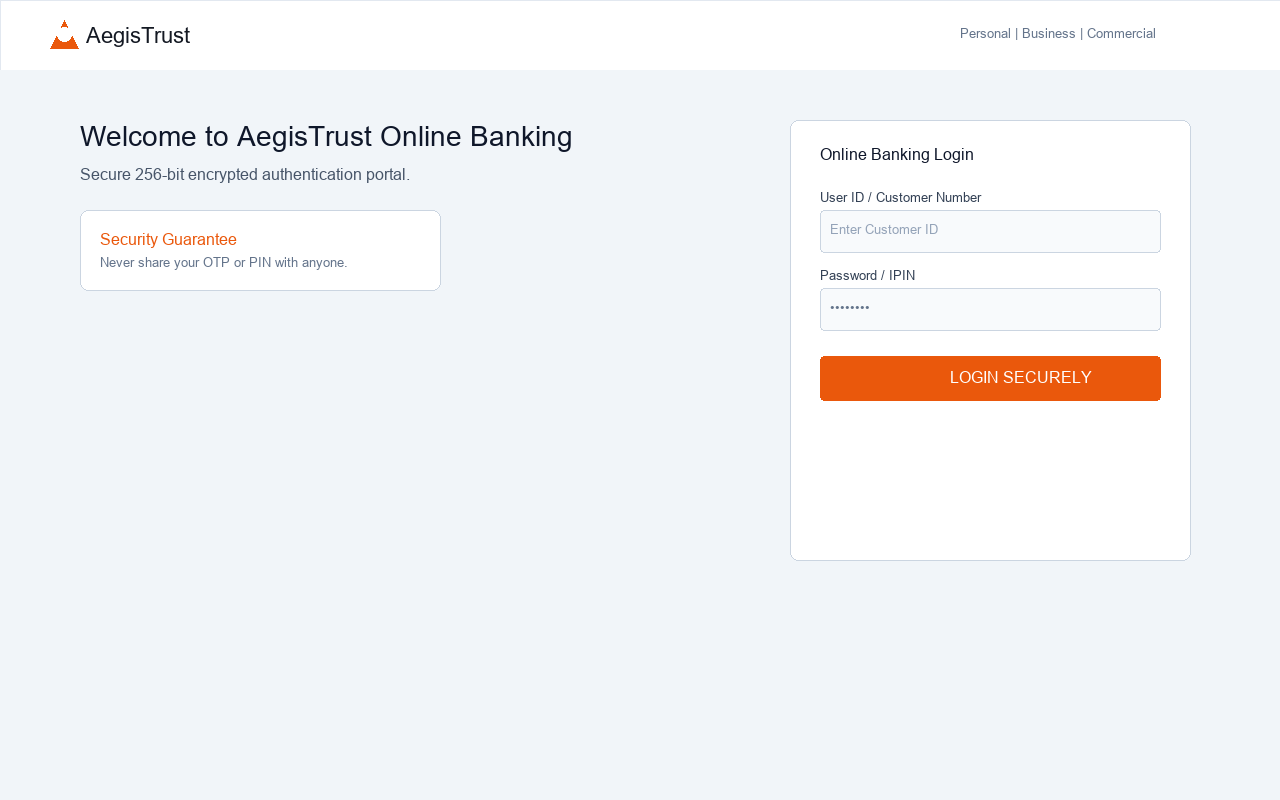 AegisTrust
Personal | Business | Commercial
Welcome to AegisTrust Online Banking
Secure 256-bit encrypted authentication portal.
Security Guarantee
Never share your OTP or PIN with anyone.
Online Banking Login
User ID / Customer Number
Enter Customer ID
Password / IPIN
••••••••
LOGIN SECURELY